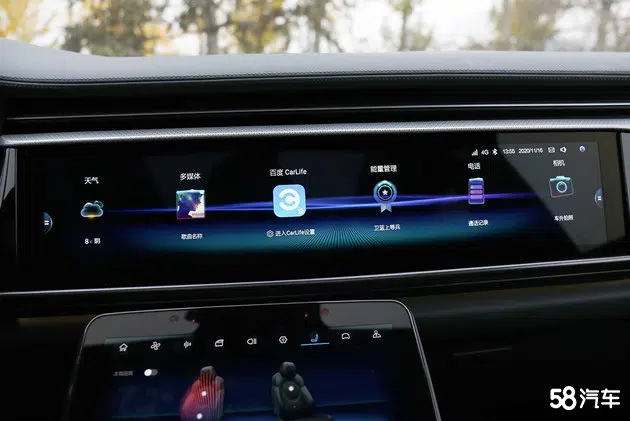 4G 13:55 2020/11/16
天气 多媒体 百度 CarLife 能量管理 电话 相机
8℃ 阴 歌曲名称 进入CarLife设置 卫蓝上等兵 通话记录 车外拍照
58汽车